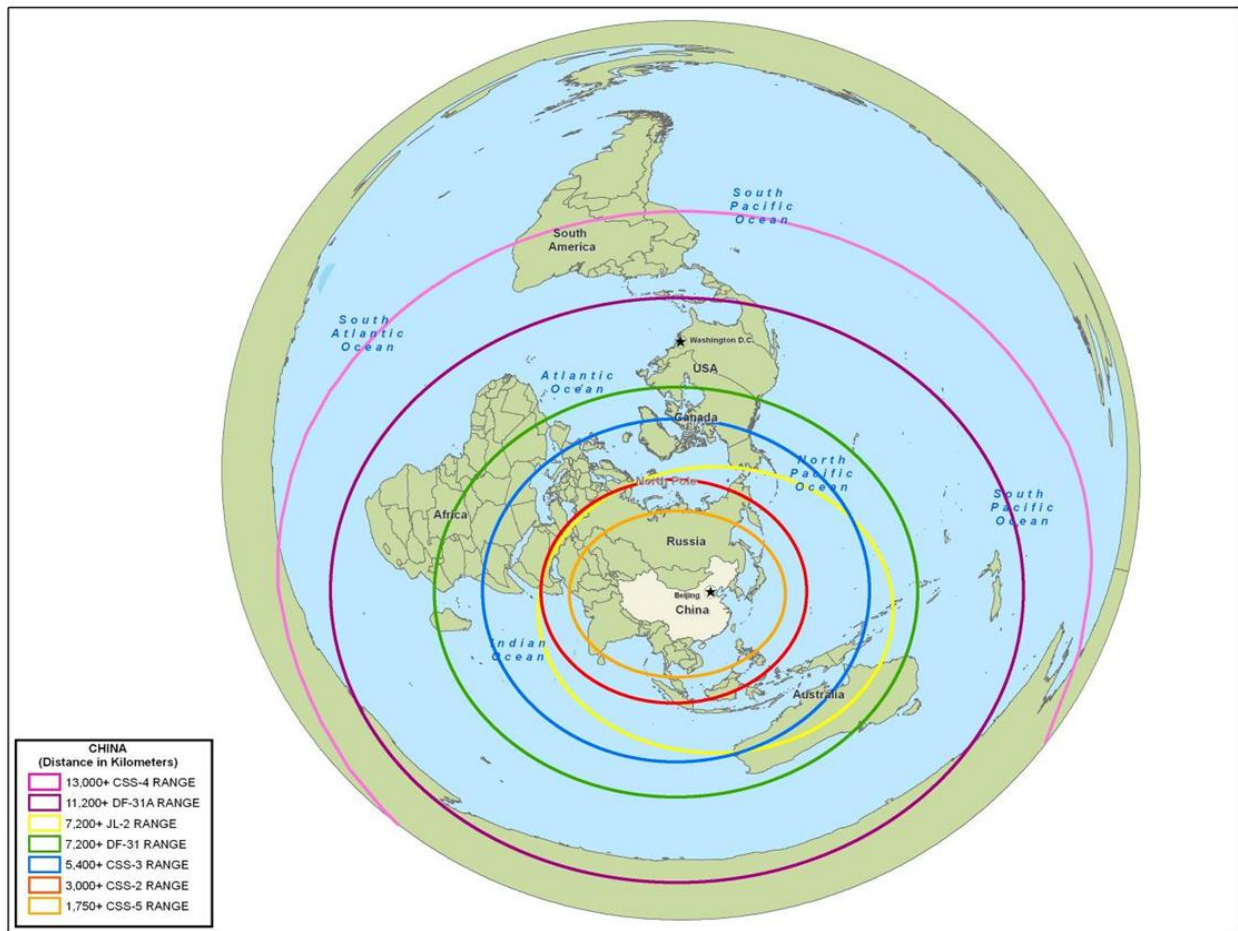 South
Pacific
Ocean
South
America
South
Atlantic
Ocean
Washington D.C.
USA
Atlantic
Ocean
Canada
North
Pacific
Ocean
North Pole
South
Pacific
Ocean
Africa
Russia
Beijing
China
Indian
Ocean
Australia
CHINA
(Distance in Kilometers)
13,000+ CSS-4 RANGE
11,200+ DF-31A RANGE
7,200+ JL-2 RANGE
7,200+ DF-31 RANGE
5,400+ CSS-3 RANGE
3,000+ CSS-2 RANGE
1,750+ CSS-5 RANGE